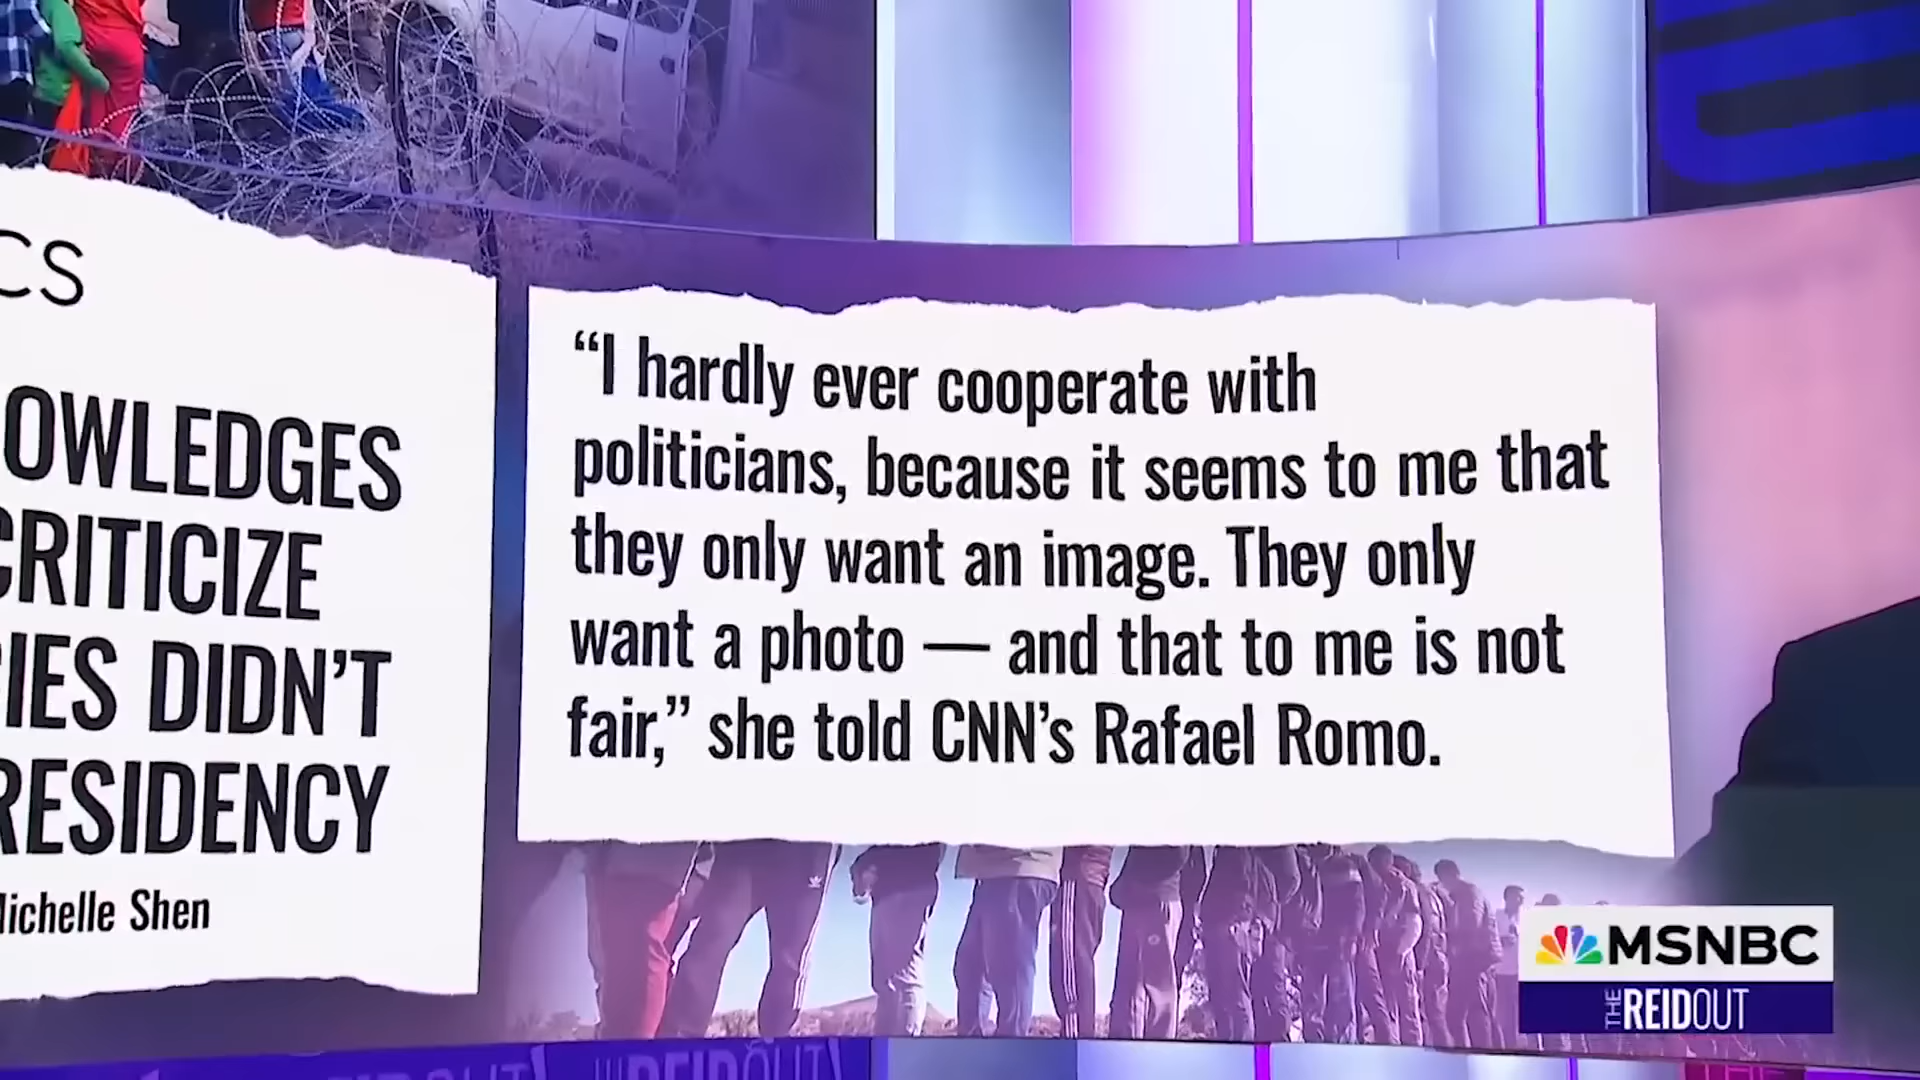 CS
OWLEDGES
CRITICIZE
IES DIDN'T
RESIDENCY
Michelle Shen
“I hardly ever cooperate with
politicians, because it seems to me that
they only want an image. They only
want a photo — and that to me is not
fair,” she told CNN’s Rafael Romo.
MSNBC
THE REIDOUT